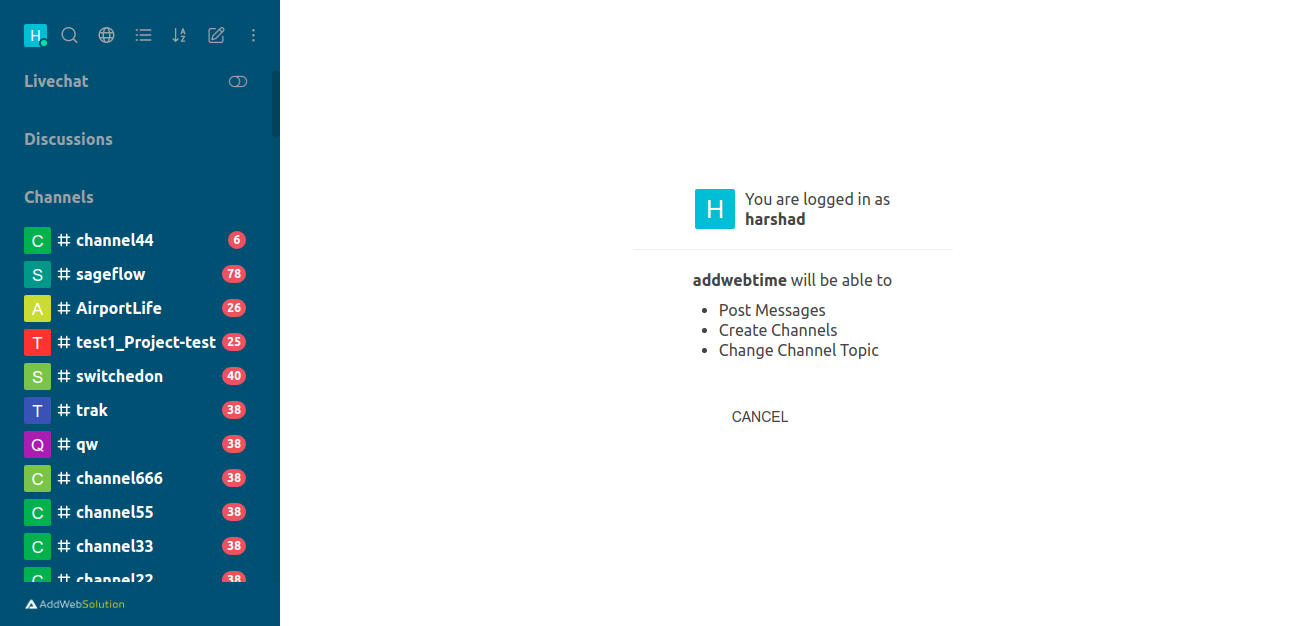 H
Livechat
Discussions
Channels
C # channel44 6
S # sageflow 78
A # AirportLife 26
T # test1_Project-test 25
S # switchedon 40
T # trak 38
Q # qw 38
C # channel666 38
C # channel55 38
C # channel33 38
C # channel22 38
AddWebSolution
H You are logged in as
harshad
addwebtime will be able to
• Post Messages
• Create Channels
• Change Channel Topic
CANCEL